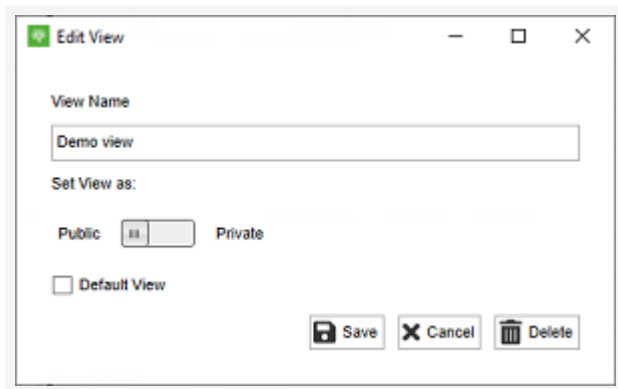 Edit View
View Name
Demo view
Set View as:
Public Private
Default View
Save Cancel Delete